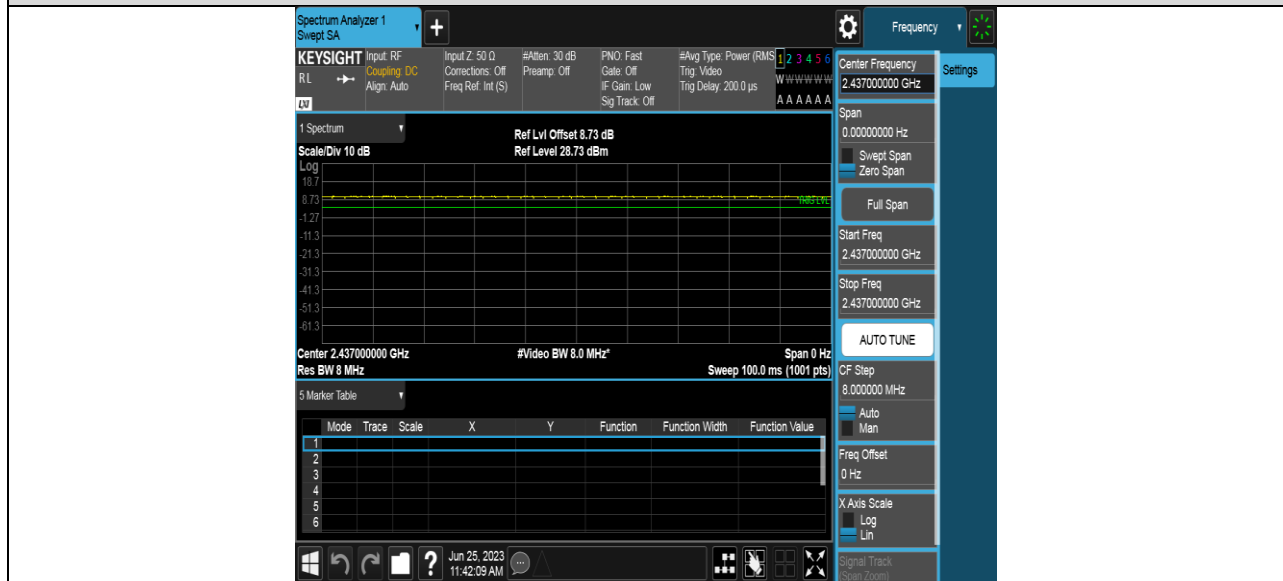 Spectrum Analyzer 1
Swept SA
+
Frequency
KEYSIGHT
RL
LXI
Input: RF
Coupling: DC
Align: Auto
Input Z: 50 Ω
Corrections: Off
Freq Ref: Int (S)
#Atten: 30 dB
Preamp: Off
PNO: Fast
Gate: Off
IF Gain: Low
Sig Track: Off
#Avg Type: Power (RMS
Trig: Video
Trig Delay: 200.0 µs
1 2 3 4 5 6
W W W W W W
A A A A A A
1 Spectrum
Scale/Div 10 dB
Ref Lvl Offset 8.73 dB
Ref Level 28.73 dBm
Log
18.7
8.73
TRIG LVL
-1.27
-11.3
-21.3
-31.3
-41.3
-51.3
-61.3
Center 2.437000000 GHz
#Video BW 8.0 MHz*
Span 0 Hz
Res BW 8 MHz
Sweep 100.0 ms (1001 pts)
5 Marker Table
Mode Trace Scale X Y Function Function Width Function Value
1
2
3
4
5
6
Jun 25, 2023
11:42:09 AM
?
Center Frequency
2.437000000 GHz
Settings
Span
0.00000000 Hz
Swept Span
Zero Span
Full Span
Start Freq
2.437000000 GHz
Stop Freq
2.437000000 GHz
AUTO TUNE
CF Step
8.000000 MHz
Auto
Man
Freq Offset
0 Hz
X Axis Scale
Log
Lin
Signal Track
(Span Zoom)